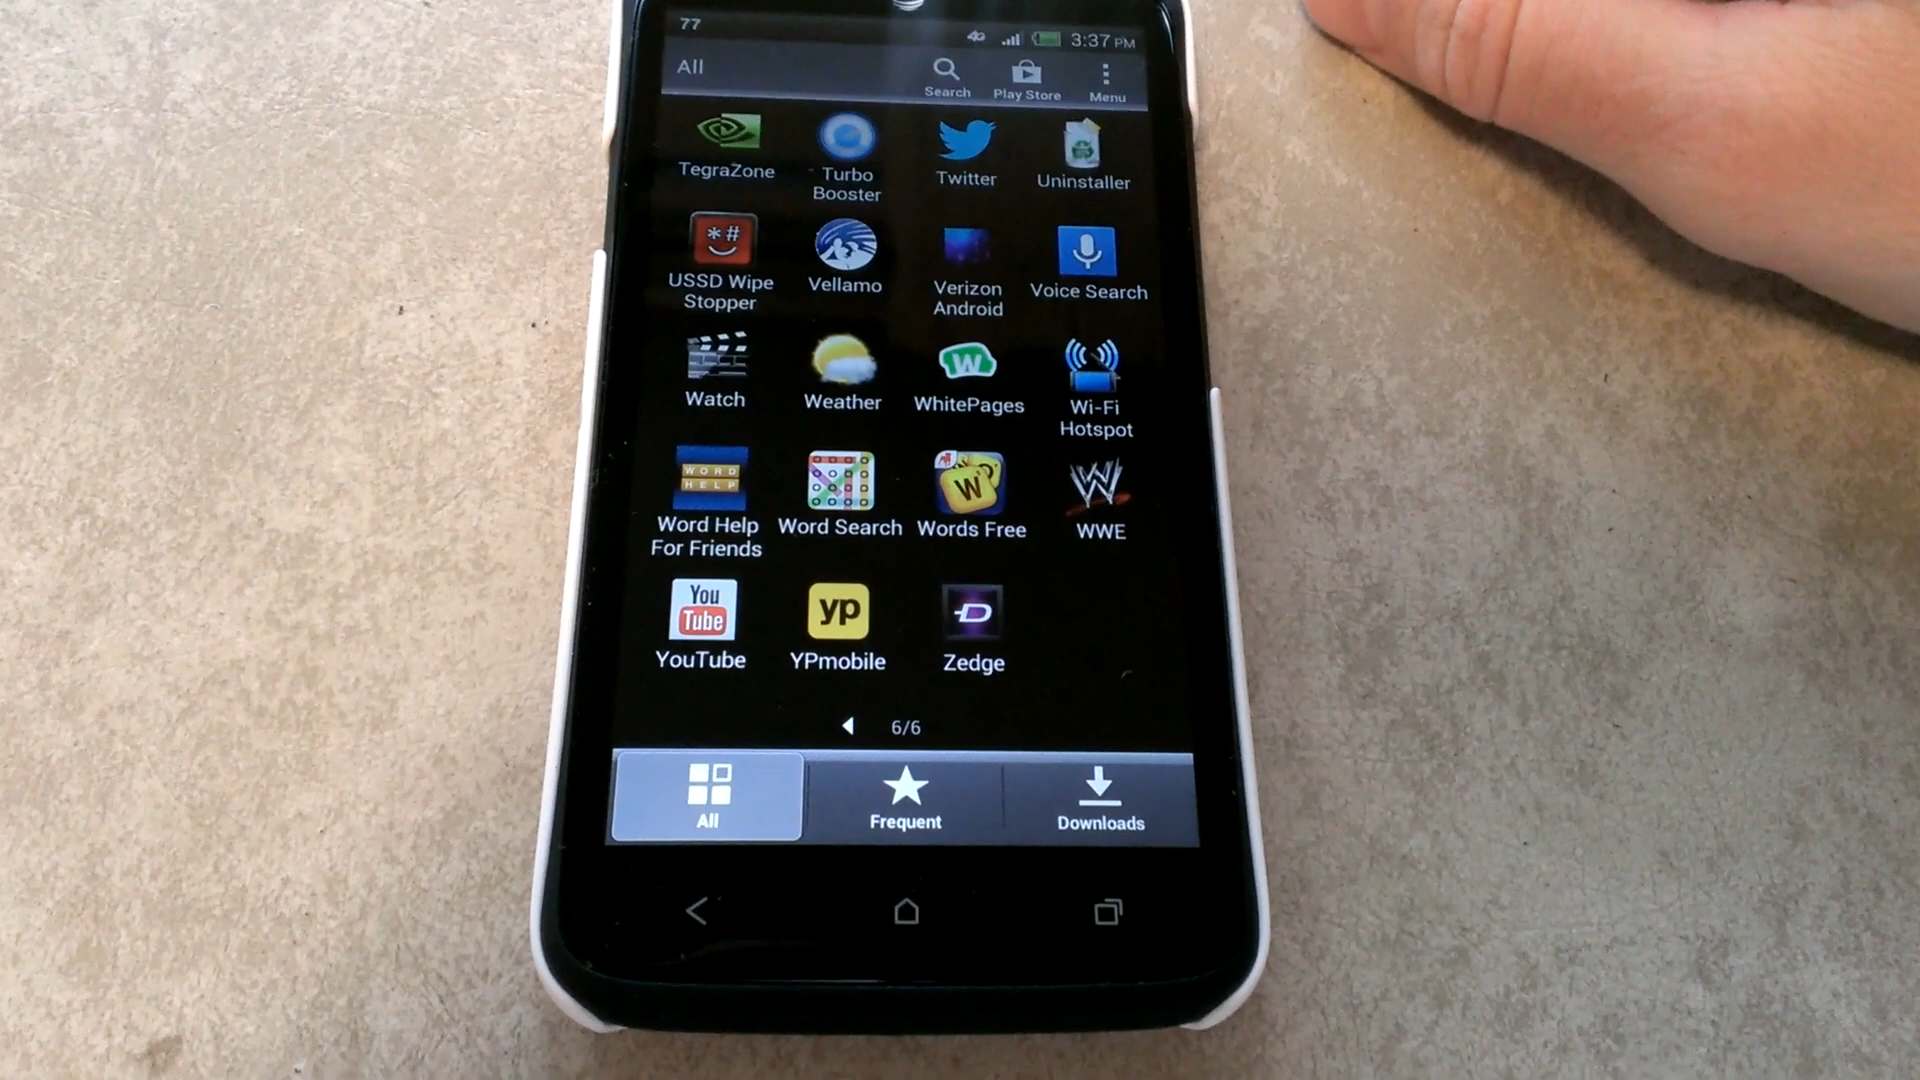 77
4G
3:37 PM
All
Search
Play Store
Menu
TegraZone
Turbo
Booster
Twitter
Uninstaller
*#
USSD Wipe
Stopper
Vellamo
Verizon
Android
Voice Search
Watch
Weather
W
WhitePages
Wi-Fi
Hotspot
WORD
HELP
Word Help
For Friends
Word Search
W
Words Free
W
WWE
You
Tube
YouTube
yp
YPmobile
D
Zedge
6/6
All
Frequent
Downloads